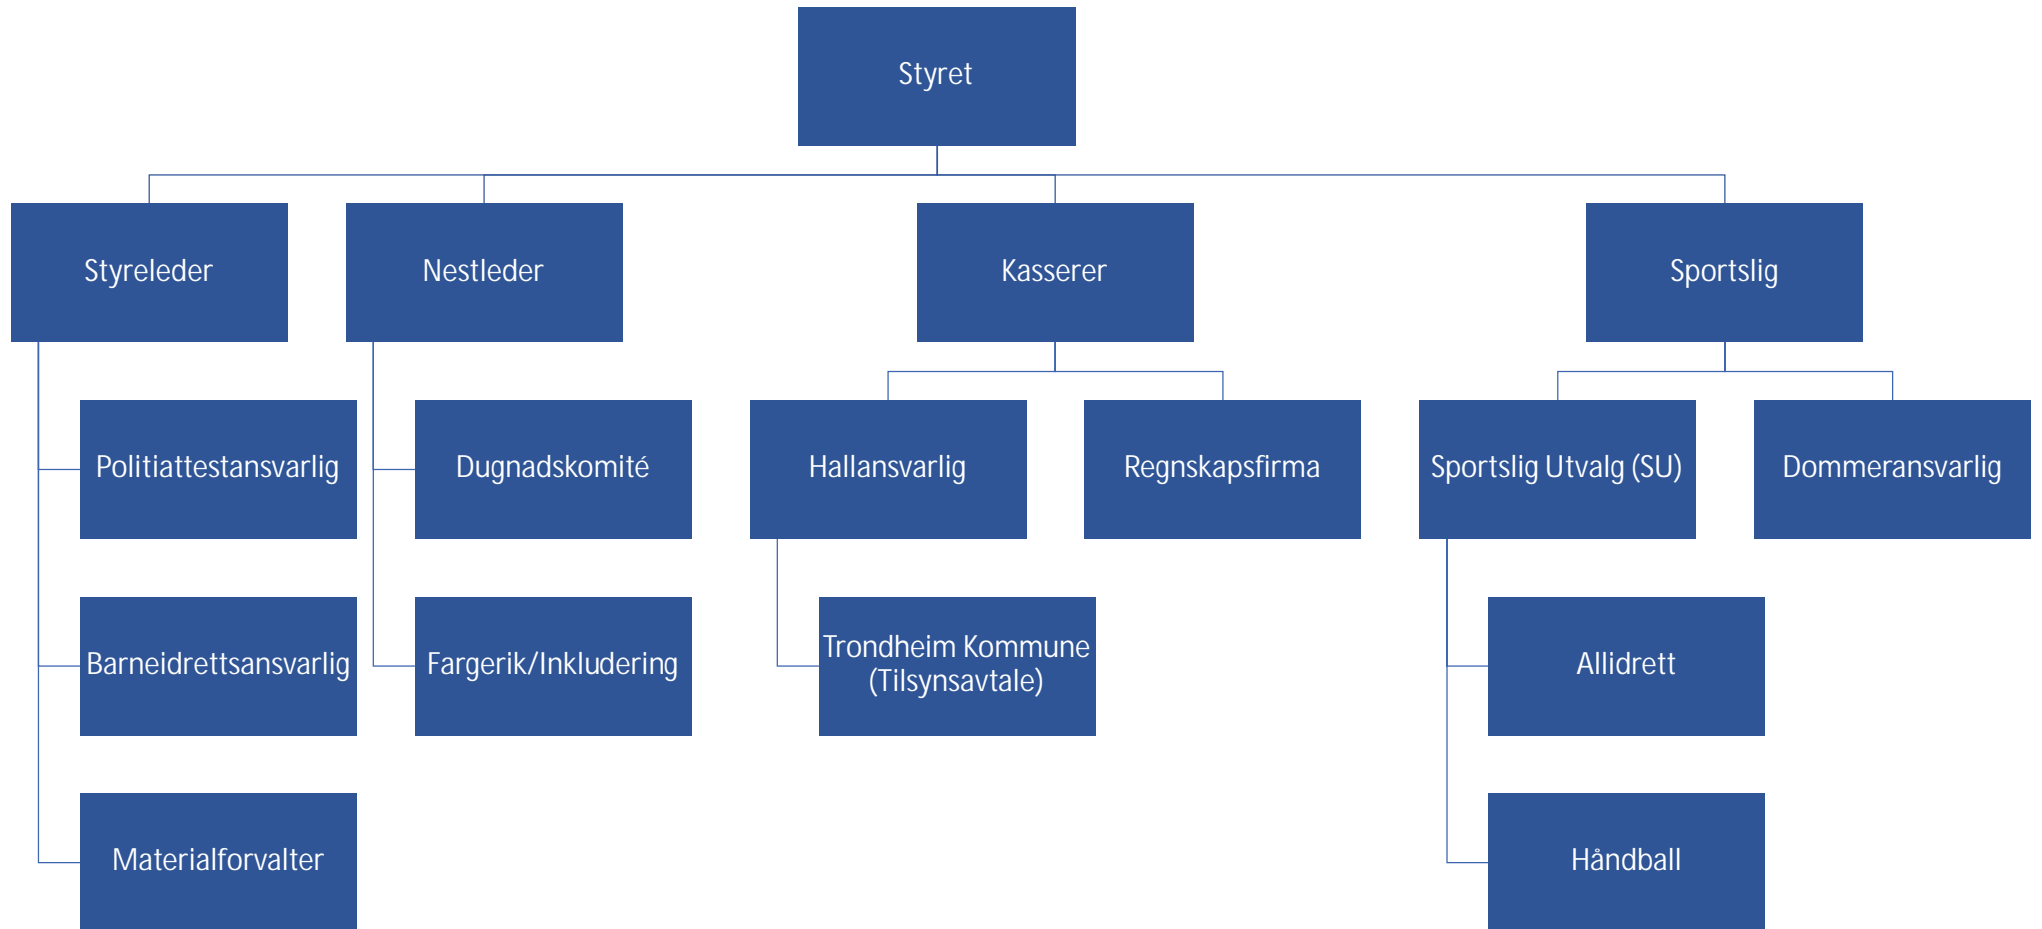 Styret
Styreleder
Nestleder
Kasserer
Sportslig
Politiattestansvarlig
Dugnadskomité
Hallansvarlig
Regnskapsfirma
Sportslig Utvalg (SU)
Dommeransvarlig
Barneidrettsansvarlig
Fargerik/Inkludering
Trondheim Kommune
(Tilsynsavtale)
Allidrett
Materialforvalter
Håndball